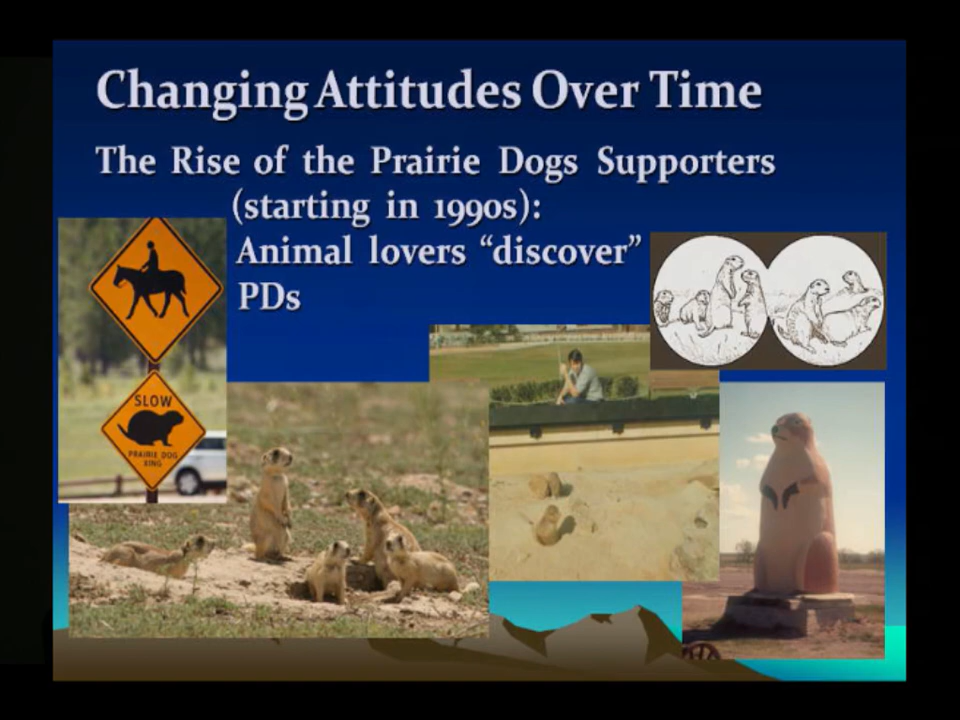 Changing Attitudes Over Time
The Rise of the Prairie Dogs Supporters
(starting in 1990s):
Animal lovers “discover”
PDs
SLOW
PRAIRIE DOG
XING